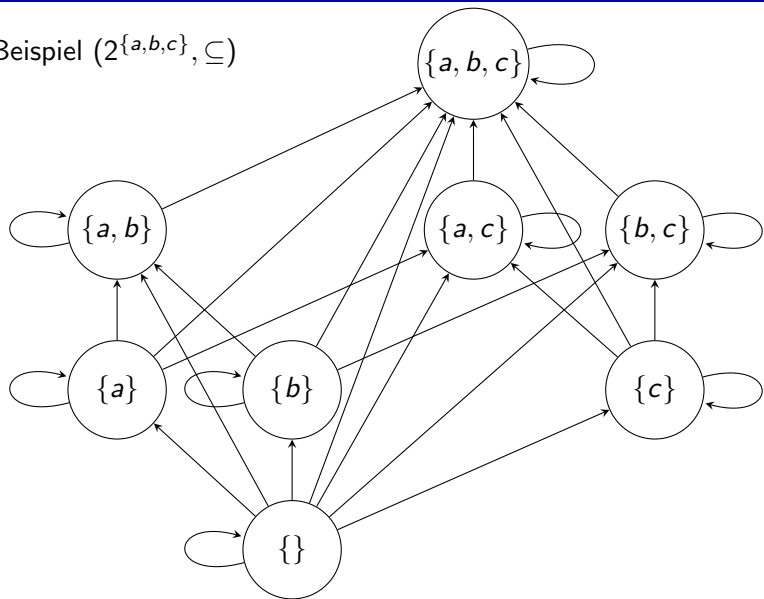 Beispiel (2^{a,b,c}, ⊆)
{a, b, c}
{a, b}
{a, c}
{b, c}
{a}
{b}
{c}
{}